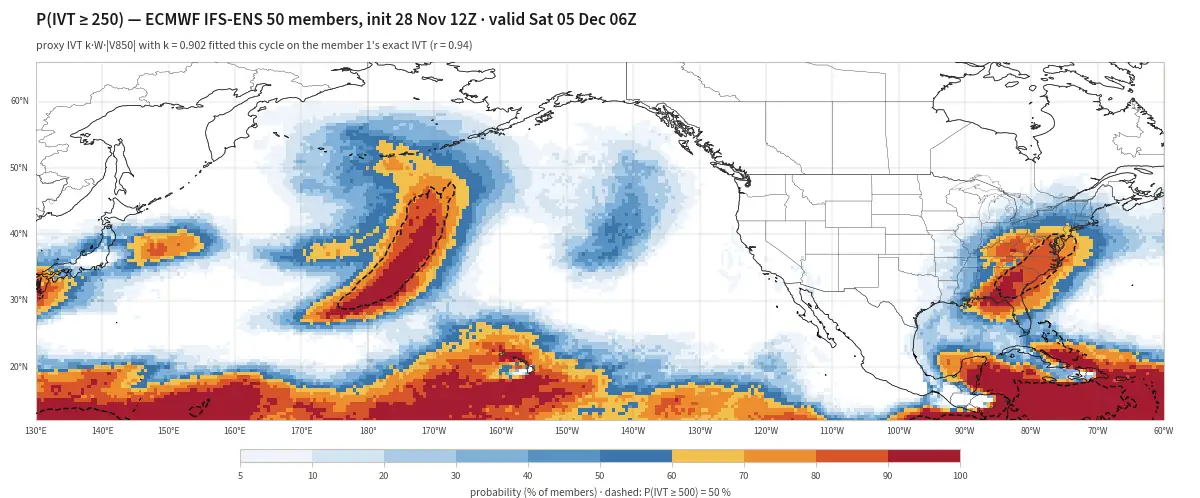 P(IVT ≥ 250) — ECMWF IFS-ENS 50 members, init 28 Nov 12Z · valid Sat 05 Dec 06Z
proxy IVT k·W·|V850| with k = 0.902 fitted this cycle on the member 1's exact IVT (r = 0.94)
60°N
50°N
40°N
30°N
20°N
130°E 140°E 150°E 160°E 170°E 180° 170°W 160°W 150°W 140°W 130°W 120°W 110°W 100°W 90°W 80°W 70°W 60°W
5 10 20 30 40 50 60 70 80 90 100
probability (% of members) · dashed: P(IVT ≥ 500) = 50 %